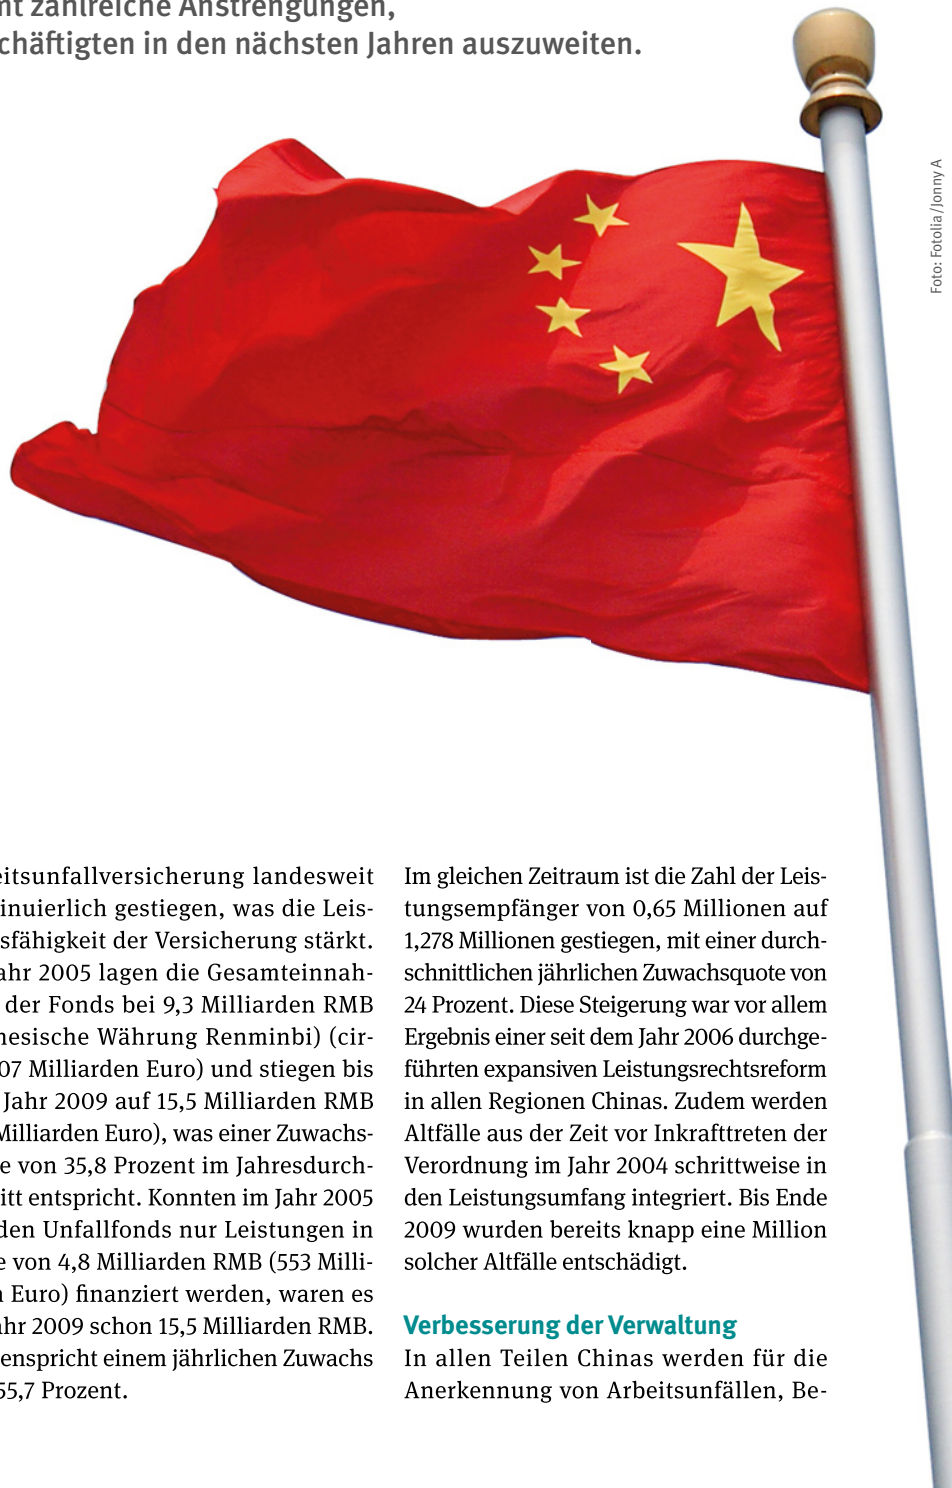 mt zahlreiche Anstrengungen,
schäftigten in den nächsten Jahren auszuweiten.
Foto: Fotolia/Jonny A
eitsunfallversicherung landesweit
inuierlich gestiegen, was die Leis-
sfähigkeit der Versicherung stärkt.
ahr 2005 lagen die Gesamteinnah-
der Fonds bei 9,3 Milliarden RMB
nesische Währung Renminbi) (cir-
07 Milliarden Euro) und stiegen bis
Jahr 2009 auf 15,5 Milliarden RMB
Milliarden Euro), was einer Zuwachs-
e von 35,8 Prozent im Jahresdurch-
itt entspricht. Konnten im Jahr 2005
den Unfallfonds nur Leistungen in
e von 4,8 Milliarden RMB (553 Milli-
n Euro) finanziert werden, waren es
ahr 2009 schon 15,5 Milliarden RMB.
enspricht einem jährlichen Zuwachs
55,7 Prozent.
Im gleichen Zeitraum ist die Zahl der Leis-
tungsempfänger von 0,65 Millionen auf
1,278 Millionen gestiegen, mit einer durch-
schnittlichen jährlichen Zuwachsquote von
24 Prozent. Diese Steigerung war vor allem
Ergebnis einer seit dem Jahr 2006 durchge-
führten expansiven Leistungsrechtsreform
in allen Regionen Chinas. Zudem werden
Altfälle aus der Zeit vor Inkrafttreten der
Verordnung im Jahr 2004 schrittweise in
den Leistungsumfang integriert. Bis Ende
2009 wurden bereits knapp eine Million
solcher Altfälle entschädigt.
Verbesserung der Verwaltung
In allen Teilen Chinas werden für die
Anerkennung von Arbeitsunfällen, Be-